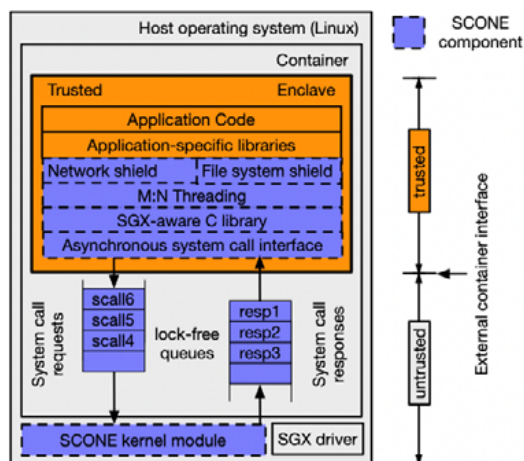 Host operating system (Linux)
SCONE
component
Container
Trusted
Enclave
Application Code
Application-specific libraries
Network shield
File system shield
M:N Threading
SGX-aware C library
Asynchronous system call interface
System call
requests
scall6
scall5
scall4
lock-free
queues
resp1
resp2
resp3
System call
responses
SCONE kernel module
SGX driver
trusted
untrusted
External container interface